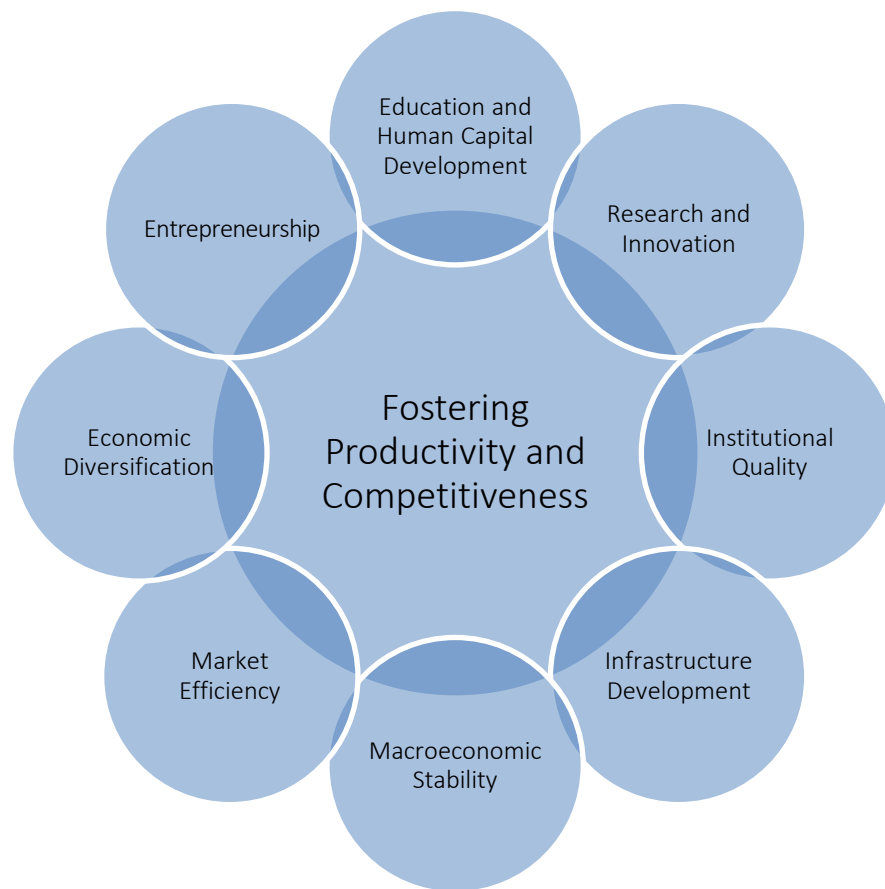 Education and
Human Capital
Development
Research and
Innovation
Institutional
Quality
Infrastructure
Development
Macroeconomic
Stability
Market
Efficiency
Economic
Diversification
Entrepreneurship
Fostering
Productivity and
Competitiveness